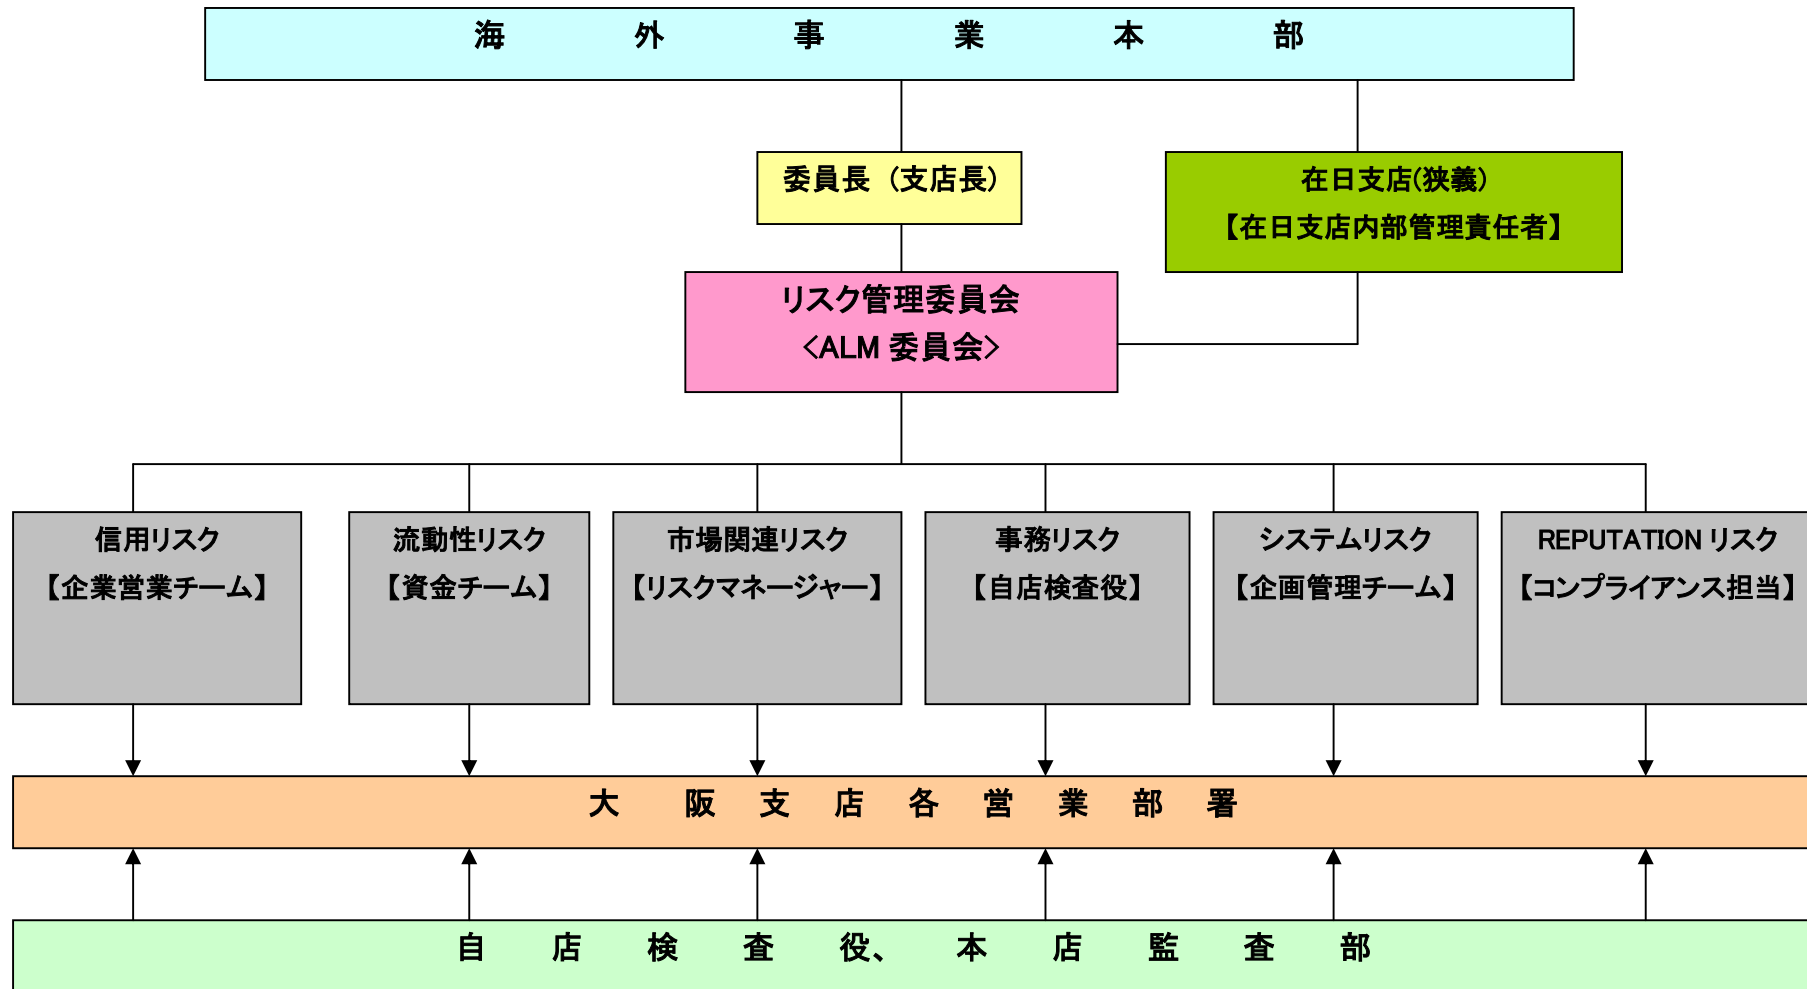 海外事業本部
委員長（支店長）
在日支店(狭義)
【在日支店内部管理責任者】
リスク管理委員会
<ALM 委員会>
信用リスク
【企業営業チーム】
流動性リスク
【資金チーム】
市場関連リスク
【リスクマネージャー】
事務リスク
【自店検査役】
システムリスク
【企画管理チーム】
REPUTATION リスク
【コンプライアンス担当】
大阪支店各営業部署
自店検査役、本店監査部